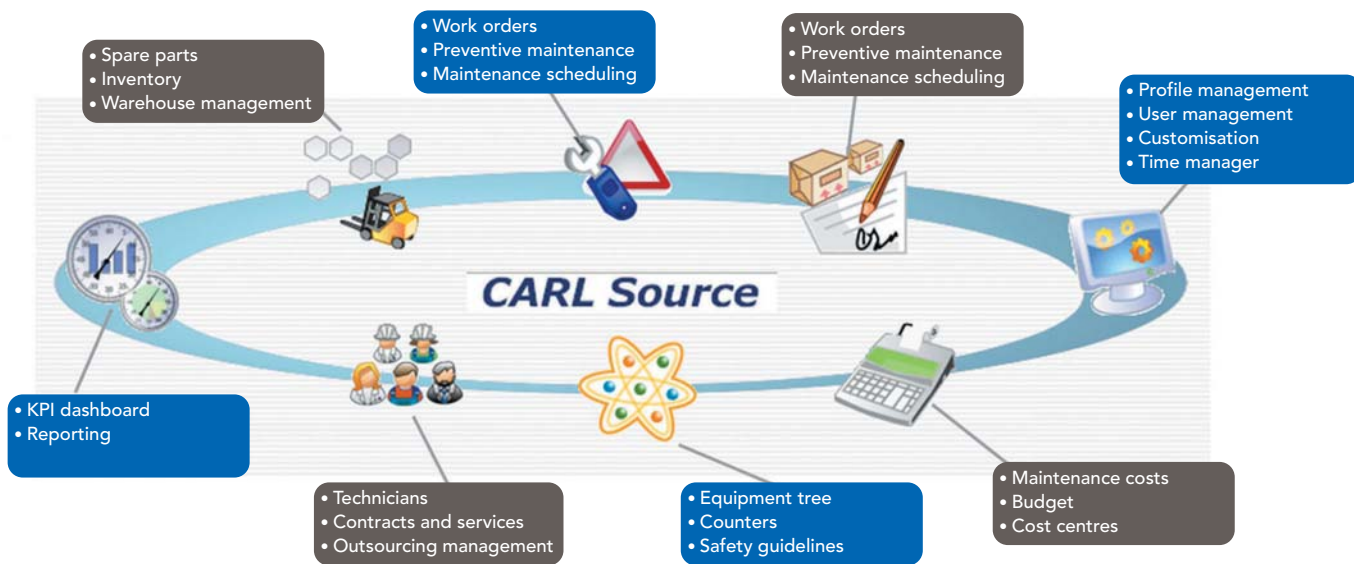 • Spare parts
• Inventory
• Warehouse management
• Work orders
• Preventive maintenance
• Maintenance scheduling
• Work orders
• Preventive maintenance
• Maintenance scheduling
• Profile management
• User management
• Customisation
• Time manager
CARL Source
• KPI dashboard
• Reporting
• Technicians
• Contracts and services
• Outsourcing management
• Equipment tree
• Counters
• Safety guidelines
• Maintenance costs
• Budget
• Cost centres